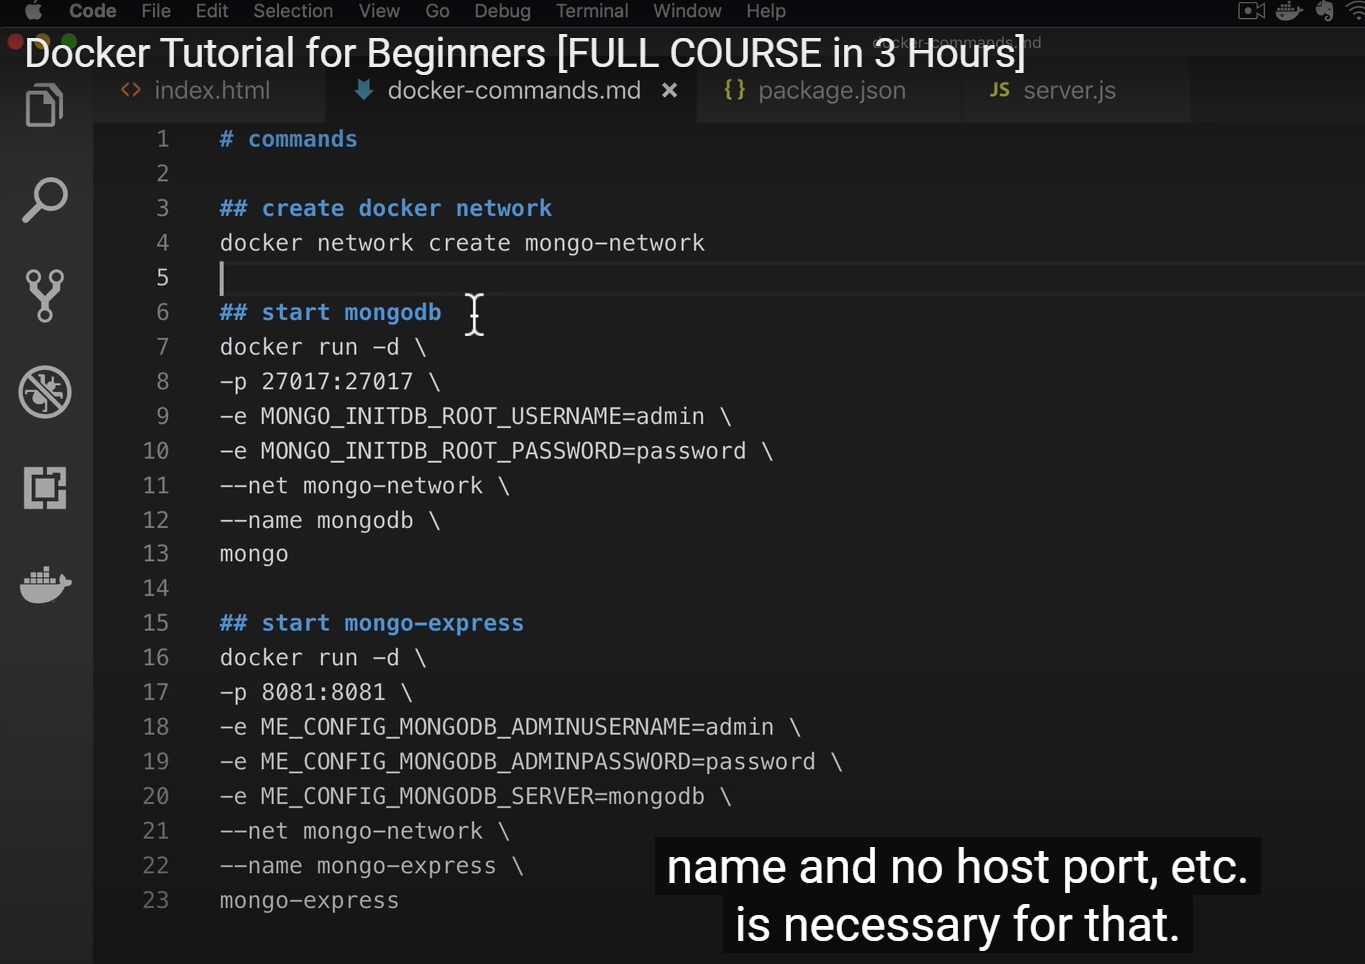 Code File Edit Selection View Go Debug Terminal Window Help
Docker Tutorial for Beginners [FULL COURSE in 3 Hours]
docker-commands.md
<> index.html docker-commands.md × {} package.json JS server.js
1 # commands
2
3 ## create docker network
4 docker network create mongo-network
5
6 ## start mongodb
7 docker run -d \
8 -p 27017:27017 \
9 -e MONGO_INITDB_ROOT_USERNAME=admin \
10 -e MONGO_INITDB_ROOT_PASSWORD=password \
11 --net mongo-network \
12 --name mongodb \
13 mongo
14
15 ## start mongo-express
16 docker run -d \
17 -p 8081:8081 \
18 -e ME_CONFIG_MONGODB_ADMINUSERNAME=admin \
19 -e ME_CONFIG_MONGODB_ADMINPASSWORD=password \
20 -e ME_CONFIG_MONGODB_SERVER=mongodb \
21 --net mongo-network \
22 --name mongo-express \
23 mongo-express
name and no host port, etc.
is necessary for that.